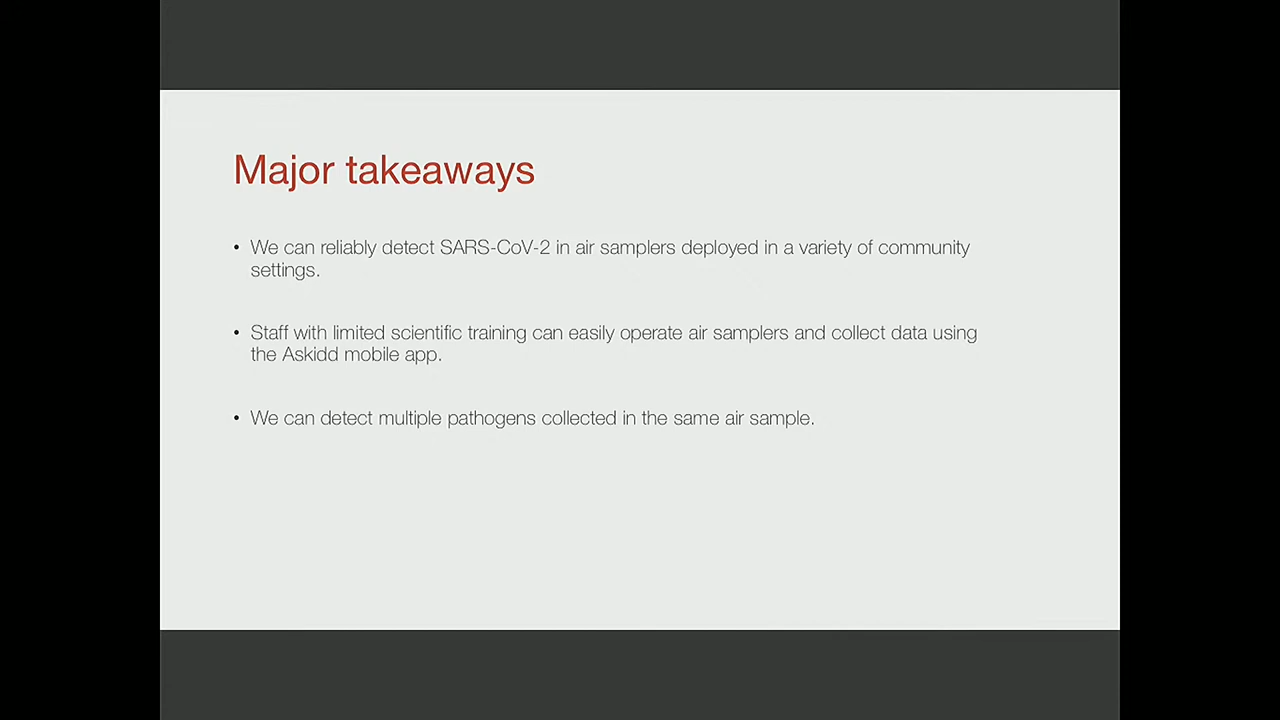 Major takeaways
• We can reliably detect SARS-CoV-2 in air samplers deployed in a variety of community
settings.
• Staff with limited scientific training can easily operate air samplers and collect data using
the Askidd mobile app.
• We can detect multiple pathogens collected in the same air sample.